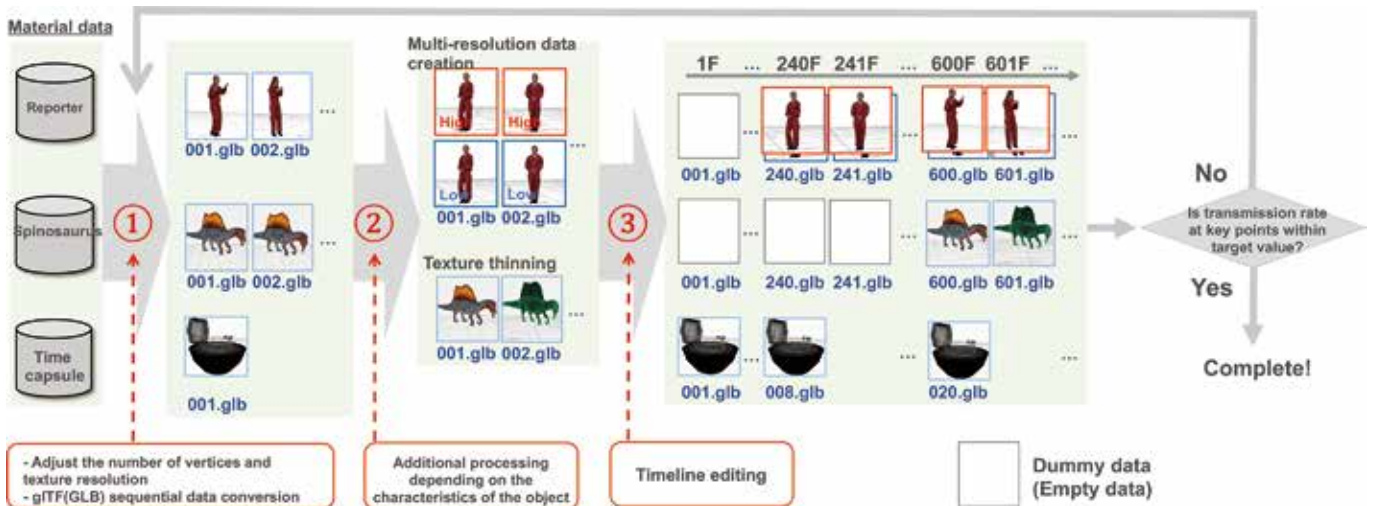 Material data
Reporter
Spinosaurus
Time
capsule
1
001.glb 002.glb
...
001.glb 002.glb
...
001.glb
2
Multi-resolution data
creation
High High
Low Low
...
001.glb 002.glb
Texture thinning
...
001.glb 002.glb
3
1F ... 240F 241F ... 600F 601F ...
... ... ...
001.glb 240.glb 241.glb 600.glb 601.glb
... ... ...
001.glb 240.glb 241.glb 600.glb 601.glb
... ... ...
001.glb 008.glb 020.glb
No
Is transmission rate
at key points within
target value?
Yes
Complete!
- Adjust the number of vertices and
texture resolution
- glTF(GLB) sequential data conversion
Additional processing
depending on the
characteristics of the object
Timeline editing
Dummy data
(Empty data)